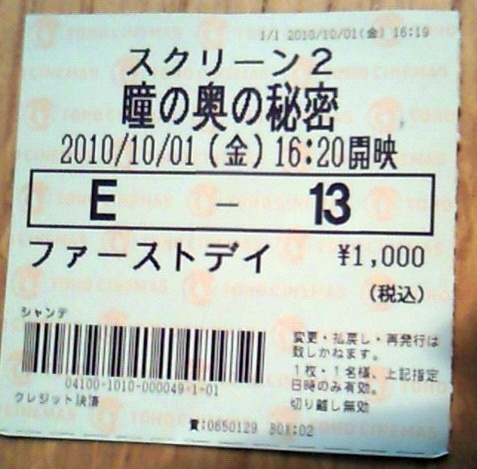 1/1 2010/10/01(金) 16:19
スクリーン2
瞳の奥の秘密
2010/10/01(金)16:20開映
E - 13
ファーストデイ ¥1,000
(税込)
シャンテ
変更・払戻し・再発行は
致しかねます。
1枚・1名様、上記指定
日時のみ有効。
切り離し無効
04100-1010-000049-1-01
クレジット決済
貴:0650129 BOX:02
TOHO CINEMAS